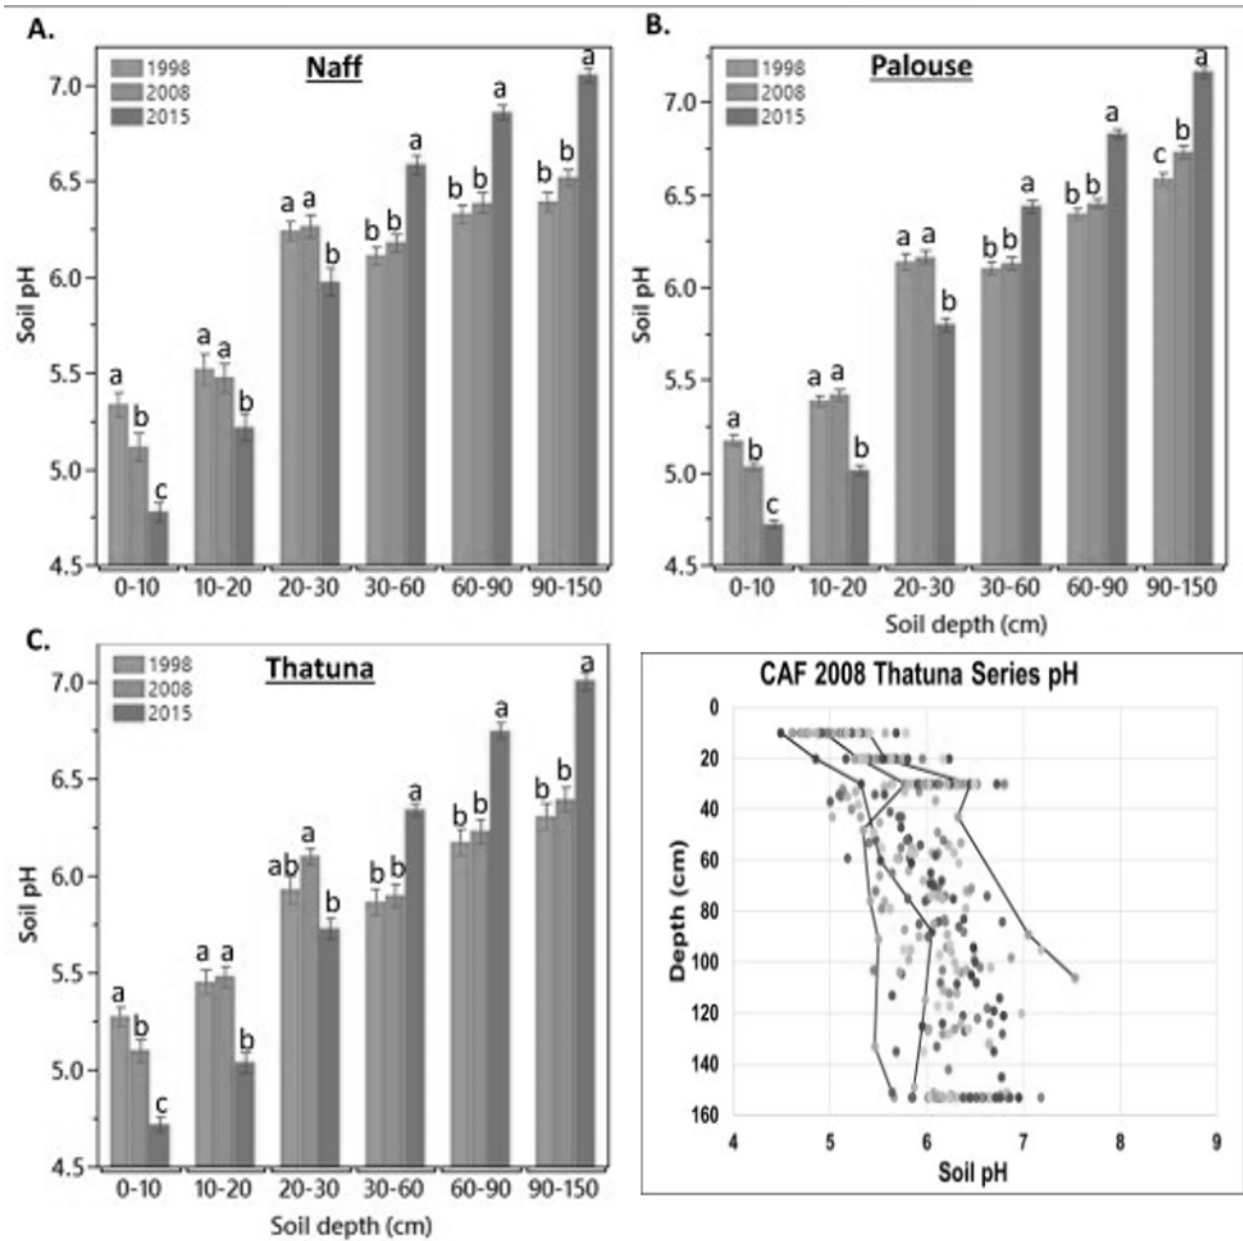 A.
Naff
1998
2008
2015
a
a
b
b
a
a
a
a
b
b
b
b
b
b
a
a
b
c
b
7.0
6.5
6.0
5.5
5.0
4.5
Soil pH
0-10 10-20 20-30 30-60 60-90 90-150
B.
Palouse
1998
2008
2015
a
a
b
c
a
b b
a
a a
b b
b
a a
a
b
b
c
7.0
6.5
6.0
5.5
5.0
4.5
Soil pH
0-10 10-20 20-30 30-60 60-90 90-150
Soil depth (cm)
C.
Thatuna
1998
2008
2015
a
a
a
b b
b b
a
ab
b b
b
a a
a
b
b
c
7.0
6.5
6.0
5.5
5.0
4.5
Soil pH
0-10 10-20 20-30 30-60 60-90 90-150
Soil depth (cm)
CAF 2008 Thatuna Series pH
0
20
40
60
80
100
120
140
160
Depth (cm)
4 5 6 7 8 9
Soil pH